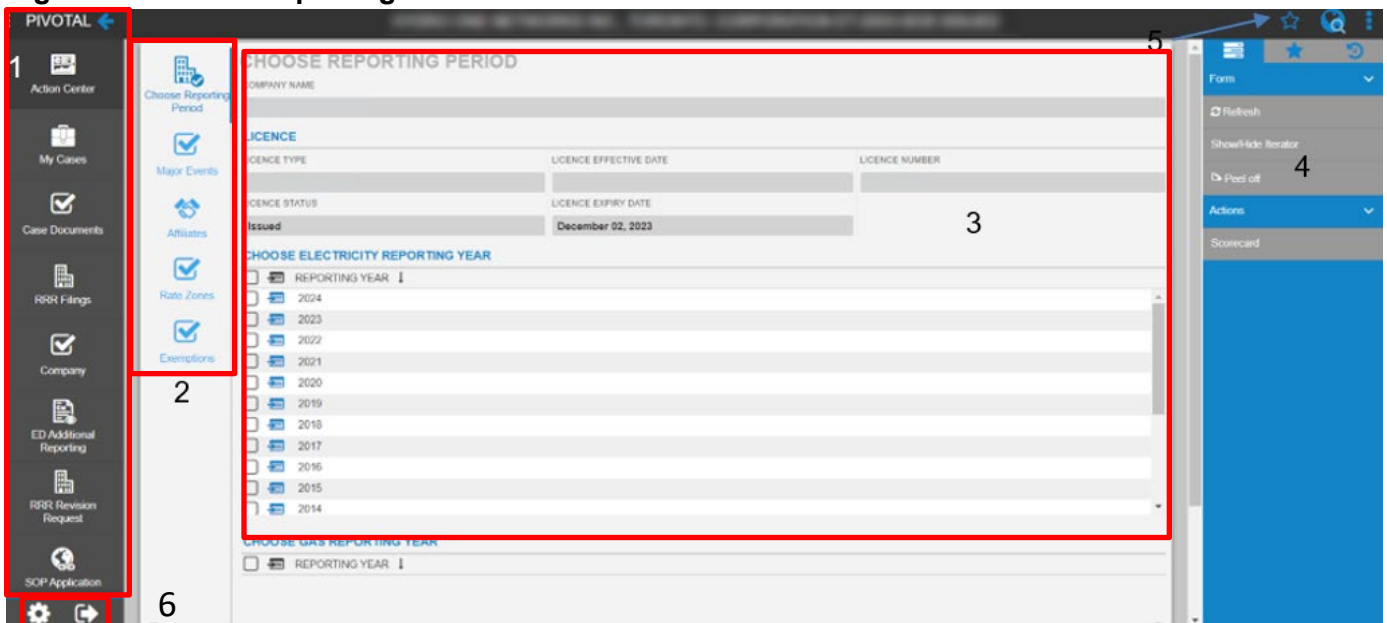 PIVOTAL
5
1
Action Center
My Cases
Case Documents
RRR Filings
Company
ED Additional
Reporting
RRR Revision
Request
SOP Application
Choose Reporting
Period
Major Events
Affiliates
Rate Zones
Exemptions
2
6
CHOOSE REPORTING PERIOD
COMPANY NAME
LICENCE
LICENCE TYPE LICENCE EFFECTIVE DATE LICENCE NUMBER
LICENCE STATUS LICENCE EXPIRY DATE
Issued December 02, 2023
3
CHOOSE ELECTRICITY REPORTING YEAR
REPORTING YEAR
2024
2023
2022
2021
2020
2019
2018
2017
2016
2015
2014
CHOOSE GAS REPORTING YEAR
REPORTING YEAR
Form
Refresh
Show/Hide Iterator
Peel off
4
Actions
Scorecard